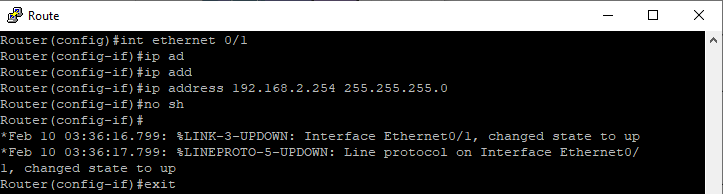 Route
Router(config)#int ethernet 0/1
Router(config-if)#ip ad
Router(config-if)#ip add
Router(config-if)#ip address 192.168.2.254 255.255.255.0
Router(config-if)#no sh
Router(config-if)#
*Feb 10 03:36:16.799: %LINK-3-UPDOWN: Interface Ethernet0/1, changed state to up
*Feb 10 03:36:17.799: %LINEPROTO-5-UPDOWN: Line protocol on Interface Ethernet0/
1, changed state to up
Router(config-if)#exit